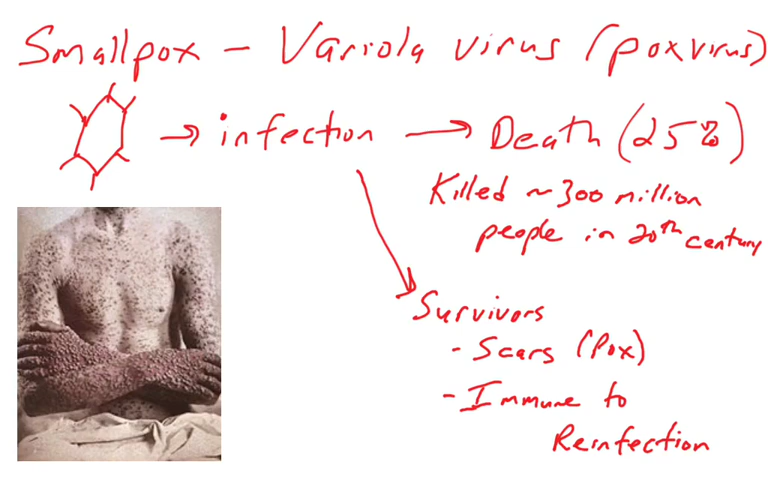 Smallpox - Variola virus (poxvirus)
→ infection → Death (25%)
Killed ~300 million
people in 20th century
Survivors
- Scars (Pox)
- Immune to
Reinfection